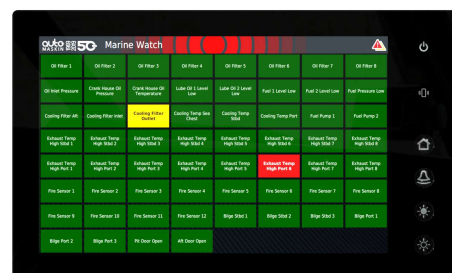 auto MASKIN 50 Marine Watch
Oil Filter 1 Oil Filter 2 Oil Filter 3 Oil Filter 4 Oil Filter 5 Oil Filter 6 Oil Filter 7 Oil Filter 8
Oil Inlet Pressure Crank House Oil Pressure Crank House Oil Temperature Lube Oil 1 Level Low Lube Oil 2 Level Low Fuel 1 Level Low Fuel 2 Level Low Fuel Pressure Low
Cooling Filter Aft Cooling Filter Inlet Cooling Filter Outlet Cooling Temp Sea Chest Cooling Temp Stbd Cooling Temp Port Fuel Pump 1 Fuel Pump 2
Exhaust Temp High Stbd 1 Exhaust Temp High Stbd 2 Exhaust Temp High Stbd 3 Exhaust Temp High Stbd 4 Exhaust Temp High Stbd 5 Exhaust Temp High Stbd 6 Exhaust Temp High Stbd 7 Exhaust Temp High Stbd 8
Exhaust Temp High Port 1 Exhaust Temp High Port 2 Exhaust Temp High Port 3 Exhaust Temp High Port 4 Exhaust Temp High Port 5 Exhaust Temp High Port 6 Exhaust Temp High Port 7 Exhaust Temp High Port 8
Fire Sensor 1 Fire Sensor 2 Fire Sensor 3 Fire Sensor 4 Fire Sensor 5 Fire Sensor 6 Fire Sensor 7 Fire Sensor 8
Fire Sensor 9 Fire Sensor 10 Fire Sensor 11 Fire Sensor 12 Bilge Stbd 1 Bilge Stbd 2 Bilge Stbd 3 Bilge Port 1
Bilge Port 2 Bilge Port 3 Pit Door Open Aft Door Open